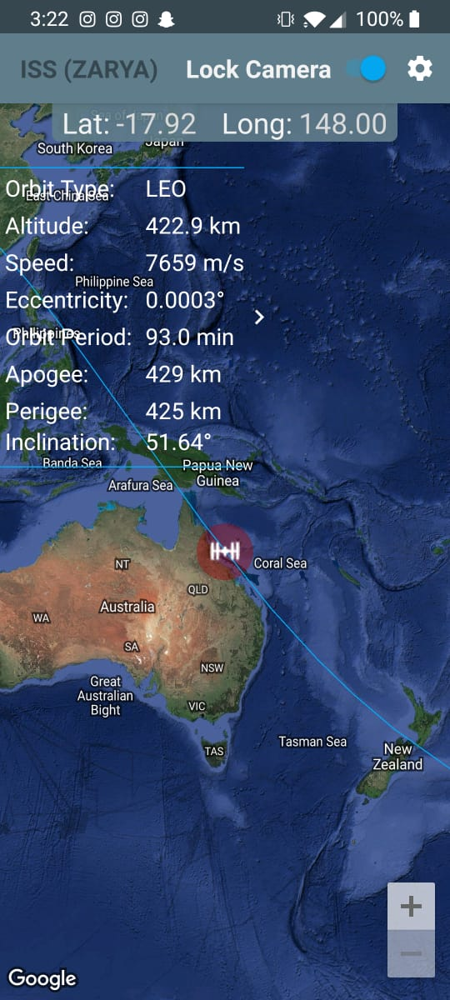 3:22 100%
ISS (ZARYA) Lock Camera
Sea of Japan
Lat: -17.92 Long: 148.00
South Korea
Japan
Orbit Type: LEO
East China Sea
Altitude: 422.9 km
Speed: 7659 m/s
Philippine Sea
Eccentricity: 0.0003°
Philippines
Orbit Period: 93.0 min
Apogee: 429 km
Perigee: 425 km
Inclination: 51.64°
Banda Sea
Papua New
Guinea
Arafura Sea
NT
Coral Sea
QLD
Australia
WA
SA
NSW
Great
Australian
Bight
VIC
Tasman Sea
TAS
New
Zealand
+
−
Google